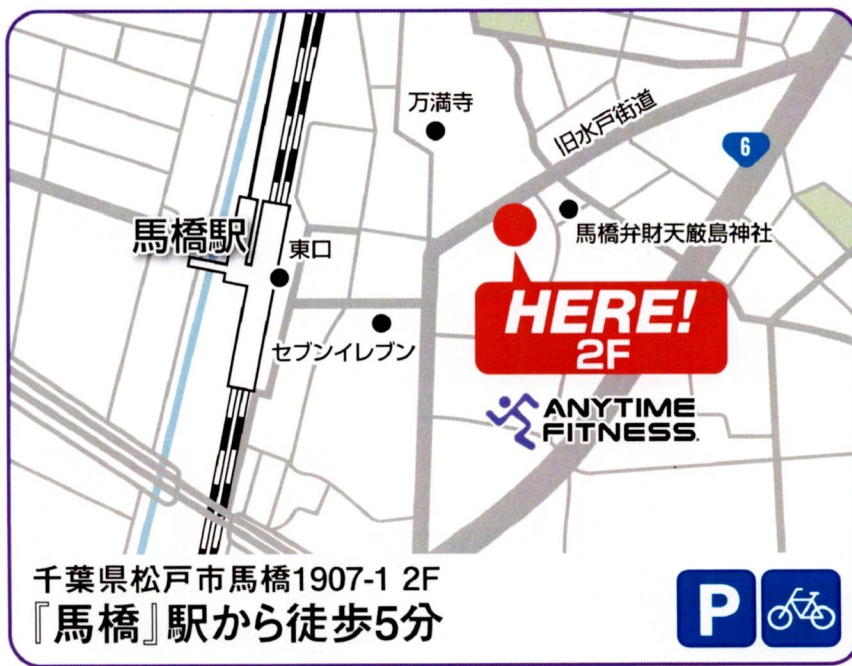 万満寺
旧水戸街道
6
馬橋駅
東口
馬橋弁財天厳島神社
HERE!
2F
セブンイレブン
ANYTIME
FITNESS.
千葉県松戸市馬橋1907-1 2F
『馬橋』駅から徒歩5分
P